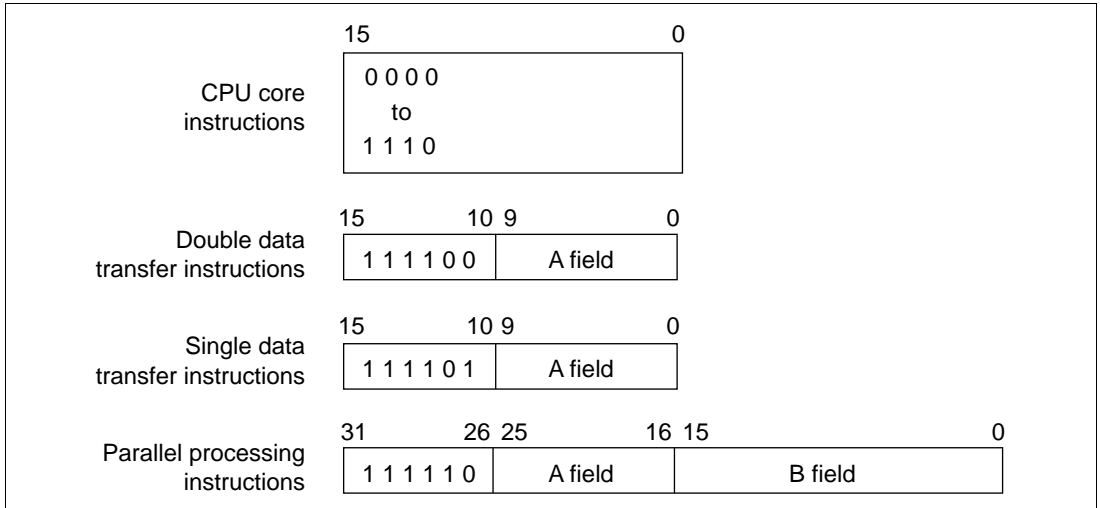 15 0
CPU core
instructions
0 0 0 0
to
1 1 1 0
15 10 9 0
Double data
transfer instructions
1 1 1 1 0 0 A field
15 10 9 0
Single data
transfer instructions
1 1 1 1 0 1 A field
31 26 25 16 15 0
Parallel processing
instructions
1 1 1 1 1 0 A field B field